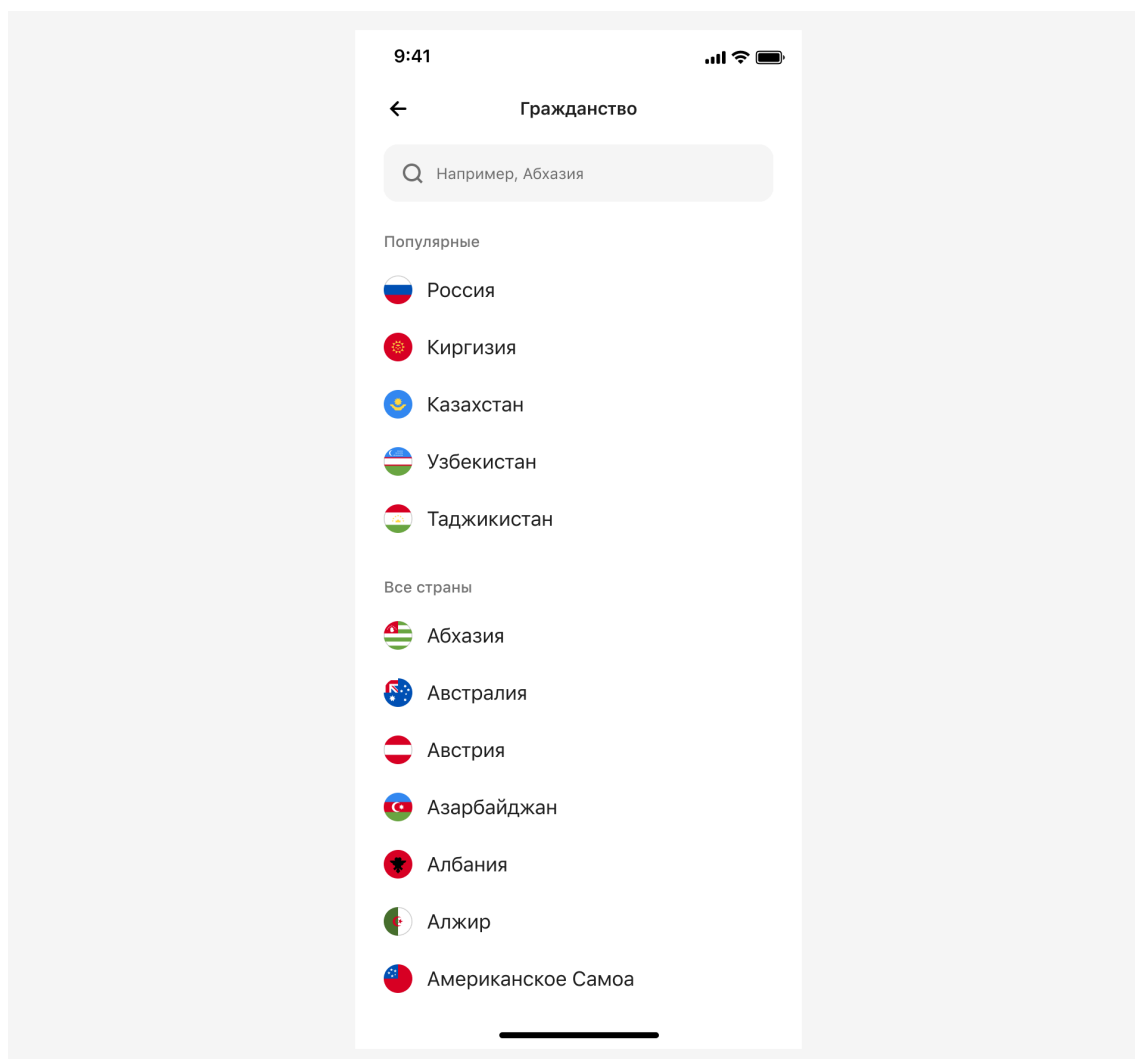 9:41
Гражданство
Например, Абхазия
Популярные
Россия
Киргизия
Казахстан
Узбекистан
Таджикистан
Все страны
Абхазия
Австралия
Австрия
Азарбайджан
Албания
Алжир
Американское Самоа